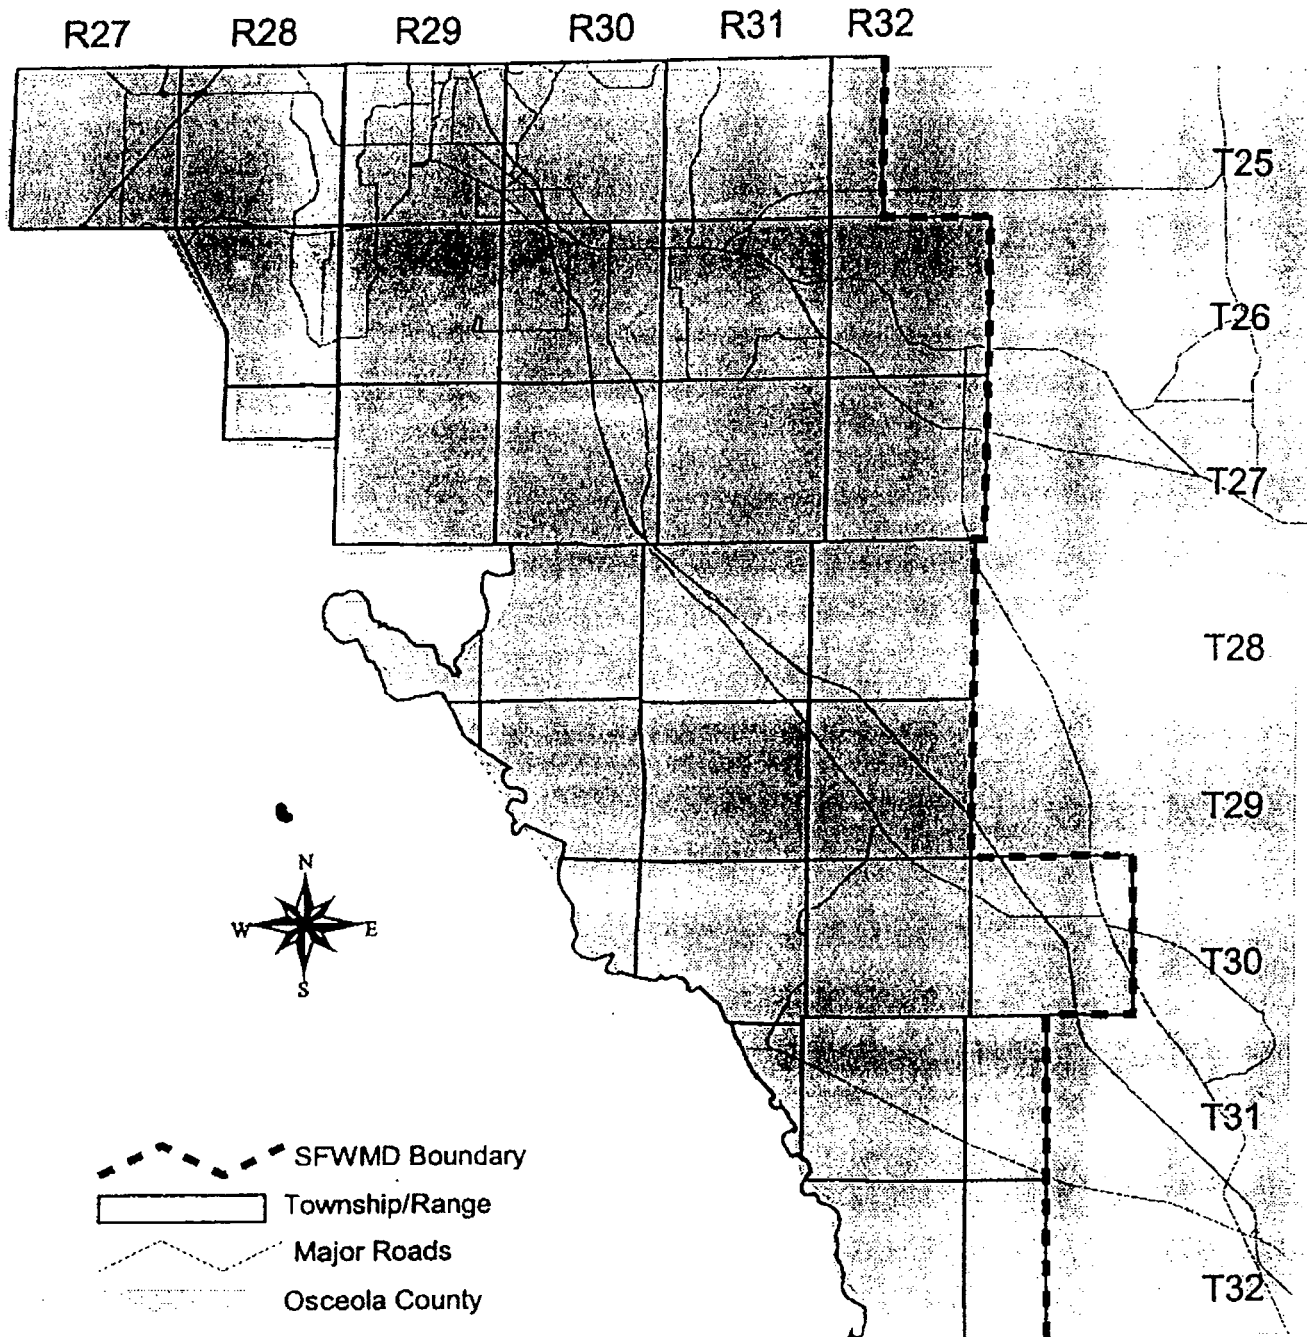 R27 R28 R29 R30 R31 R32
T25
T26
T27
T28
T29
N
W E
S
T30
T31
SFWMD Boundary
Township/Range
Major Roads
T32
Osceola County